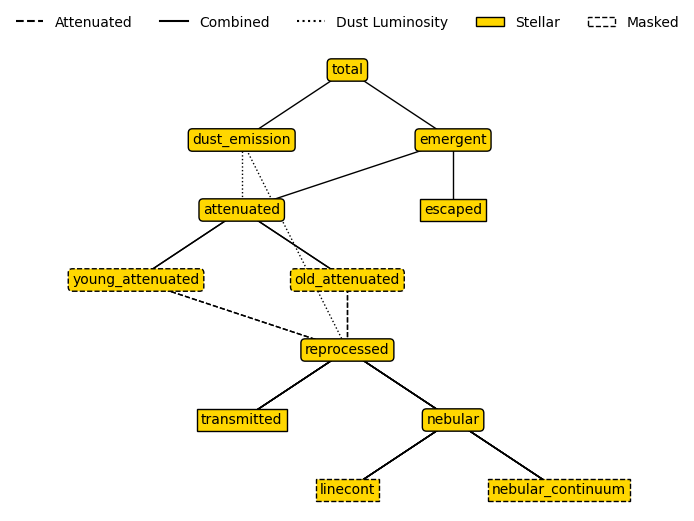 Attenuated Combined Dust Luminosity Stellar Masked
total
dust_emission emergent
attenuated escaped
young_attenuated old_attenuated
reprocessed
transmitted nebular
linecont nebular_continuum